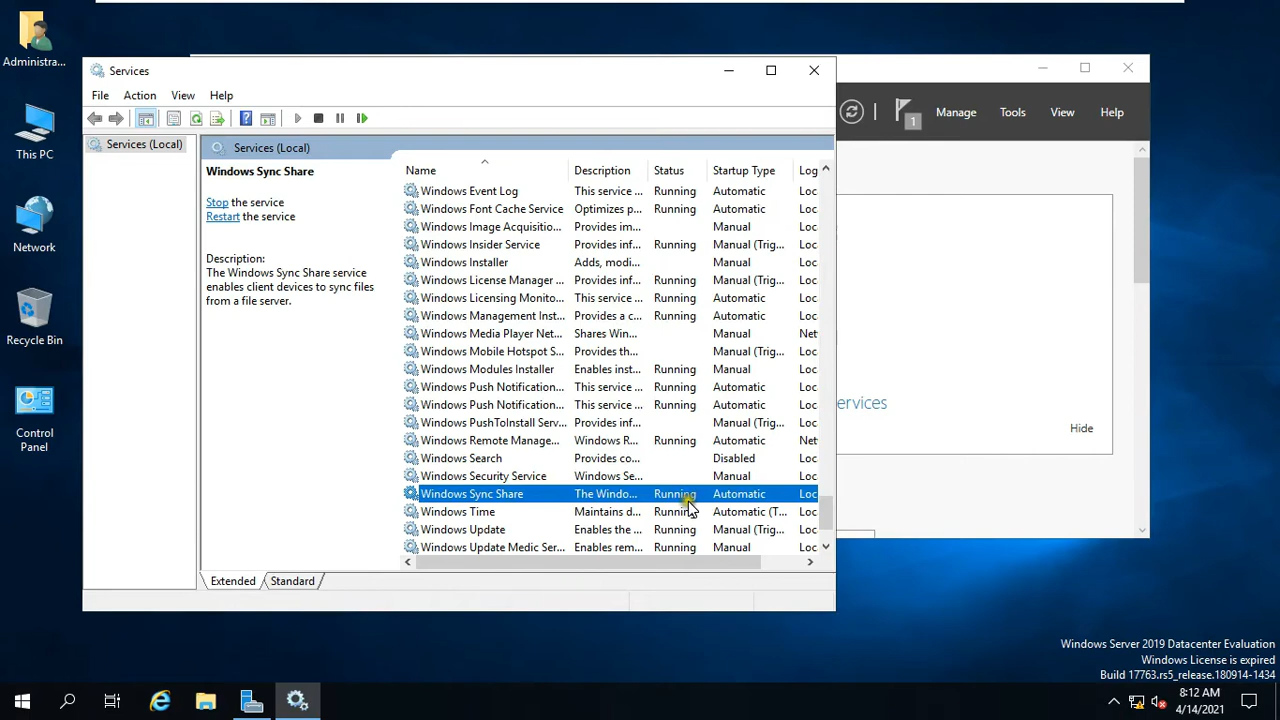 Administra...
This PC
Network
Recycle Bin
Control
Panel
Services
File Action View Help
Services (Local)
Services (Local)
Windows Sync Share
Stop the service
Restart the service
Description:
The Windows Sync Share service
enables client devices to sync files
from a file server.
Name Description Status Startup Type Log
Windows Event Log This service ... Running Automatic Loc
Windows Font Cache Service Optimizes p... Running Automatic Loc
Windows Image Acquisitio... Provides im... Manual Loc
Windows Insider Service Provides inf... Running Manual (Trig... Loc
Windows Installer Adds, modi... Manual Loc
Windows License Manager ... Provides inf... Running Manual (Trig... Loc
Windows Licensing Monito... This service ... Running Automatic Loc
Windows Management Inst... Provides a c... Running Automatic Loc
Windows Media Player Net... Shares Win... Manual Net
Windows Mobile Hotspot S... Provides th... Manual (Trig... Loc
Windows Modules Installer Enables inst... Running Manual Loc
Windows Push Notification... This service ... Running Automatic Loc
Windows Push Notification... This service ... Running Automatic Loc
Windows PushToInstall Serv... Provides inf... Manual (Trig... Loc
Windows Remote Manage... Windows R... Running Automatic Net
Windows Search Provides co... Disabled Loc
Windows Security Service Windows Se... Manual Loc
Windows Sync Share The Windo... Running Automatic Loc
Windows Time Maintains d... Running Automatic (T... Loc
Windows Update Enables the ... Running Manual (Trig... Loc
Windows Update Medic Ser... Enables rem... Running Manual Loc
Extended Standard
1 Manage Tools View Help
ervices
Hide
Windows Server 2019 Datacenter Evaluation
Windows License is expired
Build 17763.rs5_release.180914-1434
8:12 AM
4/14/2021